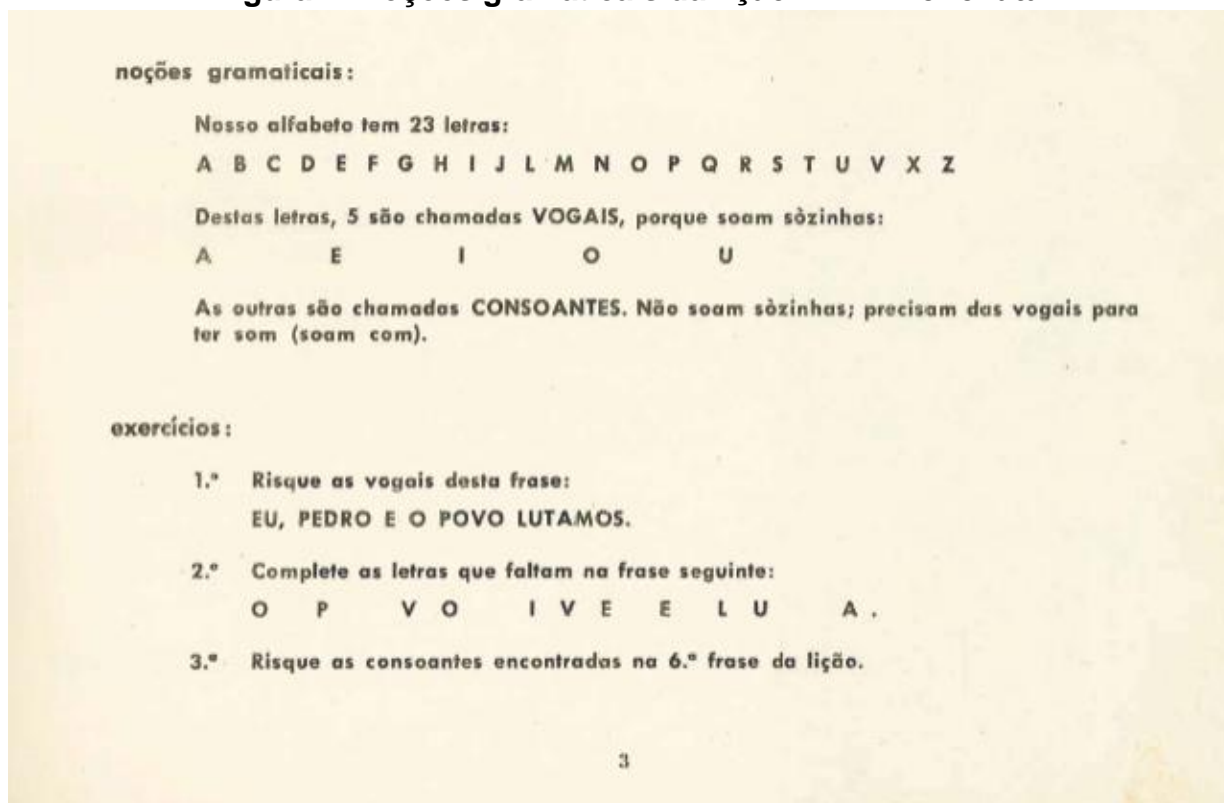 noções gramaticais:
Nosso alfabeto tem 23 letras:
A B C D E F G H I J L M N O P Q R S T U V X Z
Destas letras, 5 são chamadas VOGAIS, porque soam sòzinhas:
A E I O U
As outras são chamadas CONSOANTES. Não soam sòzinhas; precisam das vogais para
ter som (soam com).
exercícios:
1.º Risque as vogais desta frase:
EU, PEDRO E O POVO LUTAMOS.
2.º Complete as letras que faltam na frase seguinte:
O P V O I V E E L U A .
3.º Risque as consoantes encontradas na 6.ª frase da lição.
3